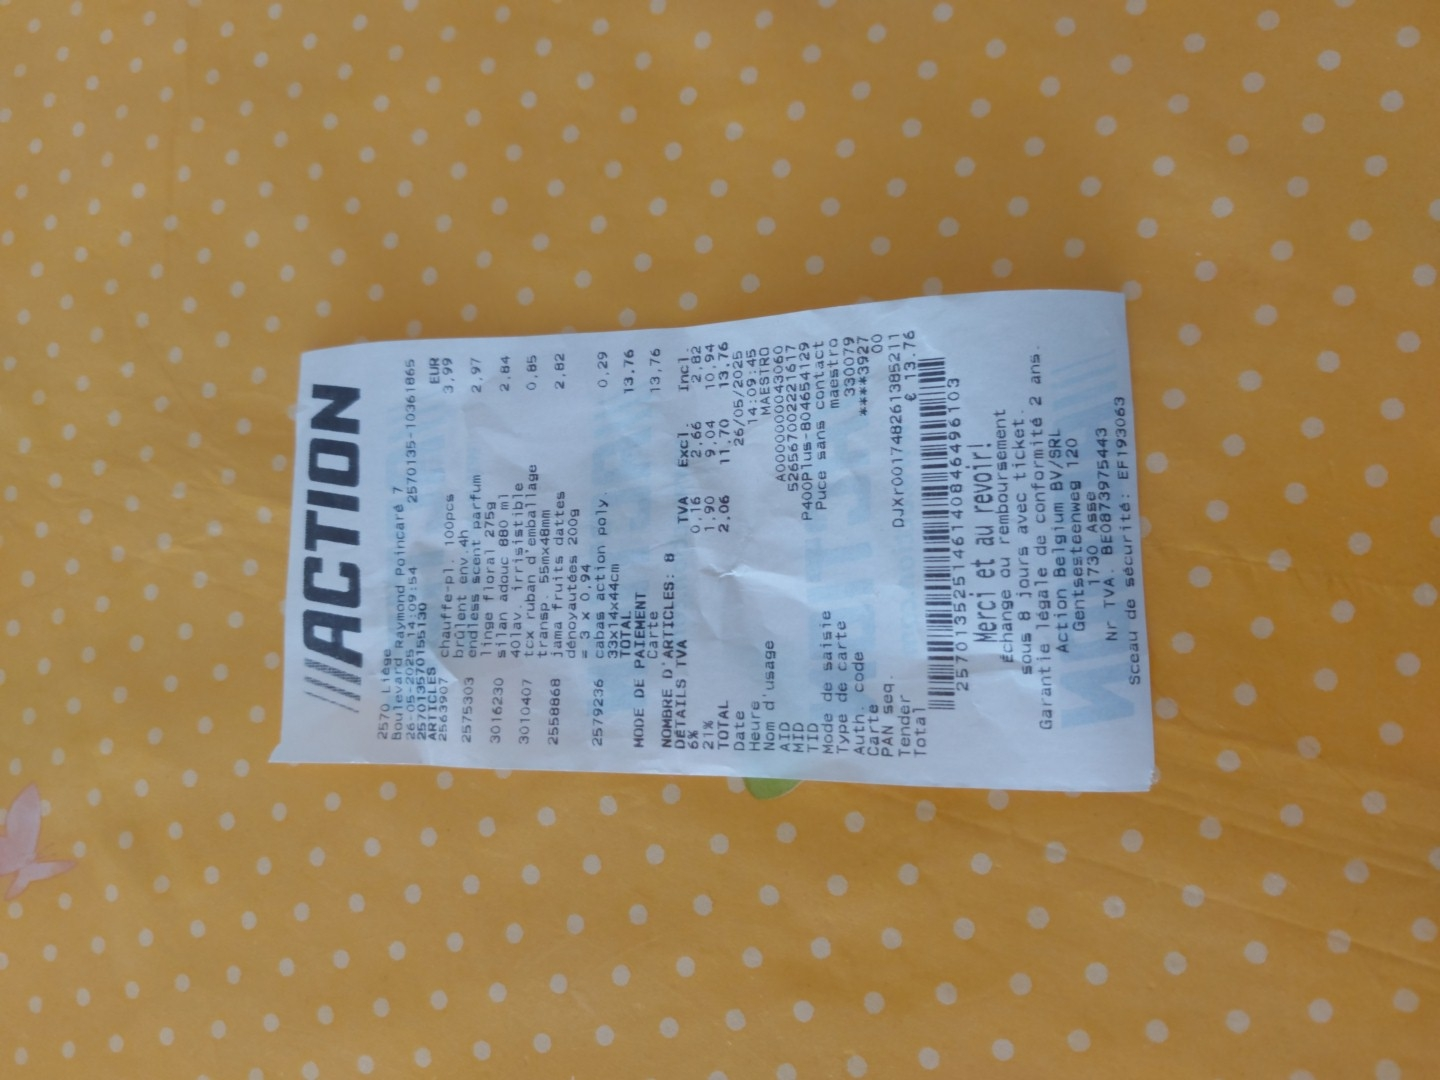 ACTION
2570 Liège
Boulevard Raymond Poincaré 7
26-05-2025 14:09:54 2570135-10361865
257013570155130
ARTICLES EUR
2563907 chauffe-pl. 100pcs 3,99
brûlent env.4h
2575303 endless scent parfum 2,97
linge floral 275g
3016230 silan adouc 880 ml 2,84
40lav. irrisistible
3010407 tcx ruban d'emballage 0,85
transp. 55mx48mm
2558868 jama fruits dattes 2,82
dénoyautées 200g
= 3 x 0,94
2579236 cabas action poly. 0,29
33x14x44cm
TOTAL 13,76
MODE DE PAIEMENT
Carte 13,76
NOMBRE D'ARTICLES: 8
DÉTAILS TVA TVA Excl. Incl.
6% 0,16 2,66 2,82
21% 1,90 9,04 10,94
TOTAL 2,06 11,70 13,76
Date 26/05/2025
Heure 14:09:45
Nom d'usage MAESTRO
AID A0000000043060
MID 526567002221617
TID P400Plus-804654129
Mode de saisie Puce sans contact
Type de carte maestro
Auth. code 330079
Carte ****3927
PAN seq. 00
Tender DJXr001748261385211
Total € 13.76
257013525146140846496103
Merci et au revoir!
Échange ou remboursement
sous 8 jours avec ticket.
Garantie légale de conformité 2 ans.
Action Belgium BV/SRL
Gentsesteenweg 120
1730 Asse
Nr TVA. BE0873975443
Sceau de sécurité: EF193063